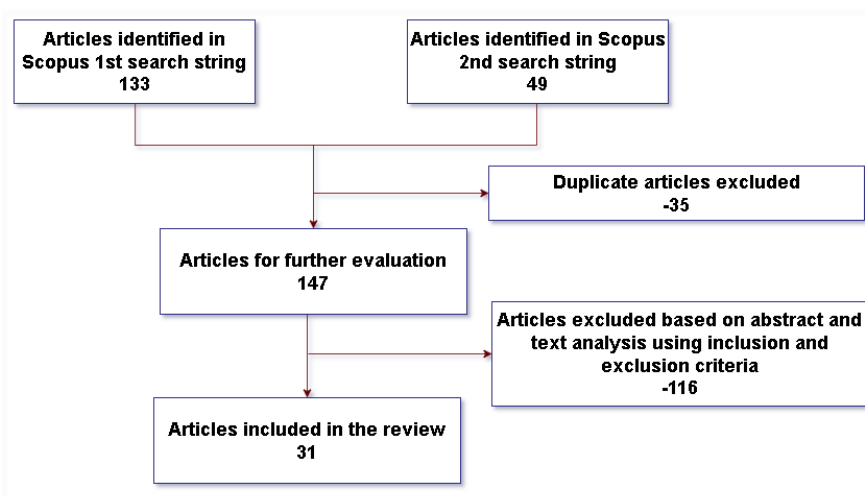 Articles identified in
Scopus 1st search string
133
Articles identified in Scopus
2nd search string
49
Duplicate articles excluded
-35
Articles for further evaluation
147
Articles excluded based on abstract and
text analysis using inclusion and
exclusion criteria
-116
Articles included in the review
31